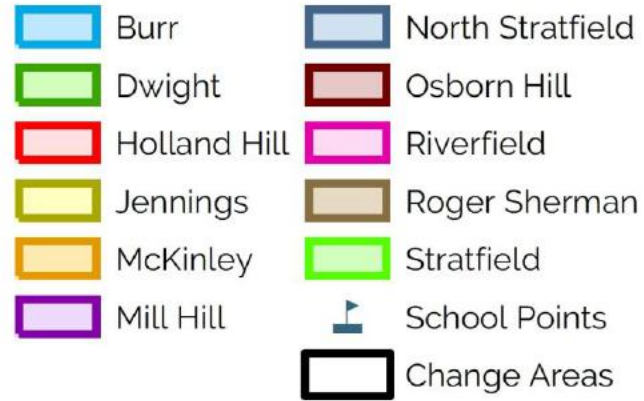 Burr
Dwight
Holland Hill
Jennings
McKinley
Mill Hill
North Stratfield
Osborn Hill
Riverfield
Roger Sherman
Stratfield
School Points
Change Areas